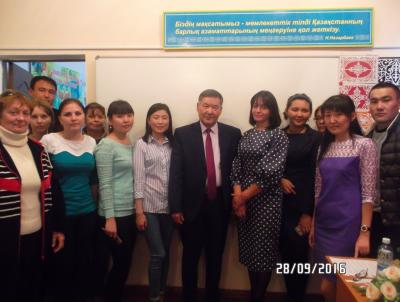 Біздің мақсатымыз - мемлекеттік тілді Қазақстанның
барлық азаматтарының меңгеруіне қол жеткізу.
Н.Назарбаев
28/09/2016